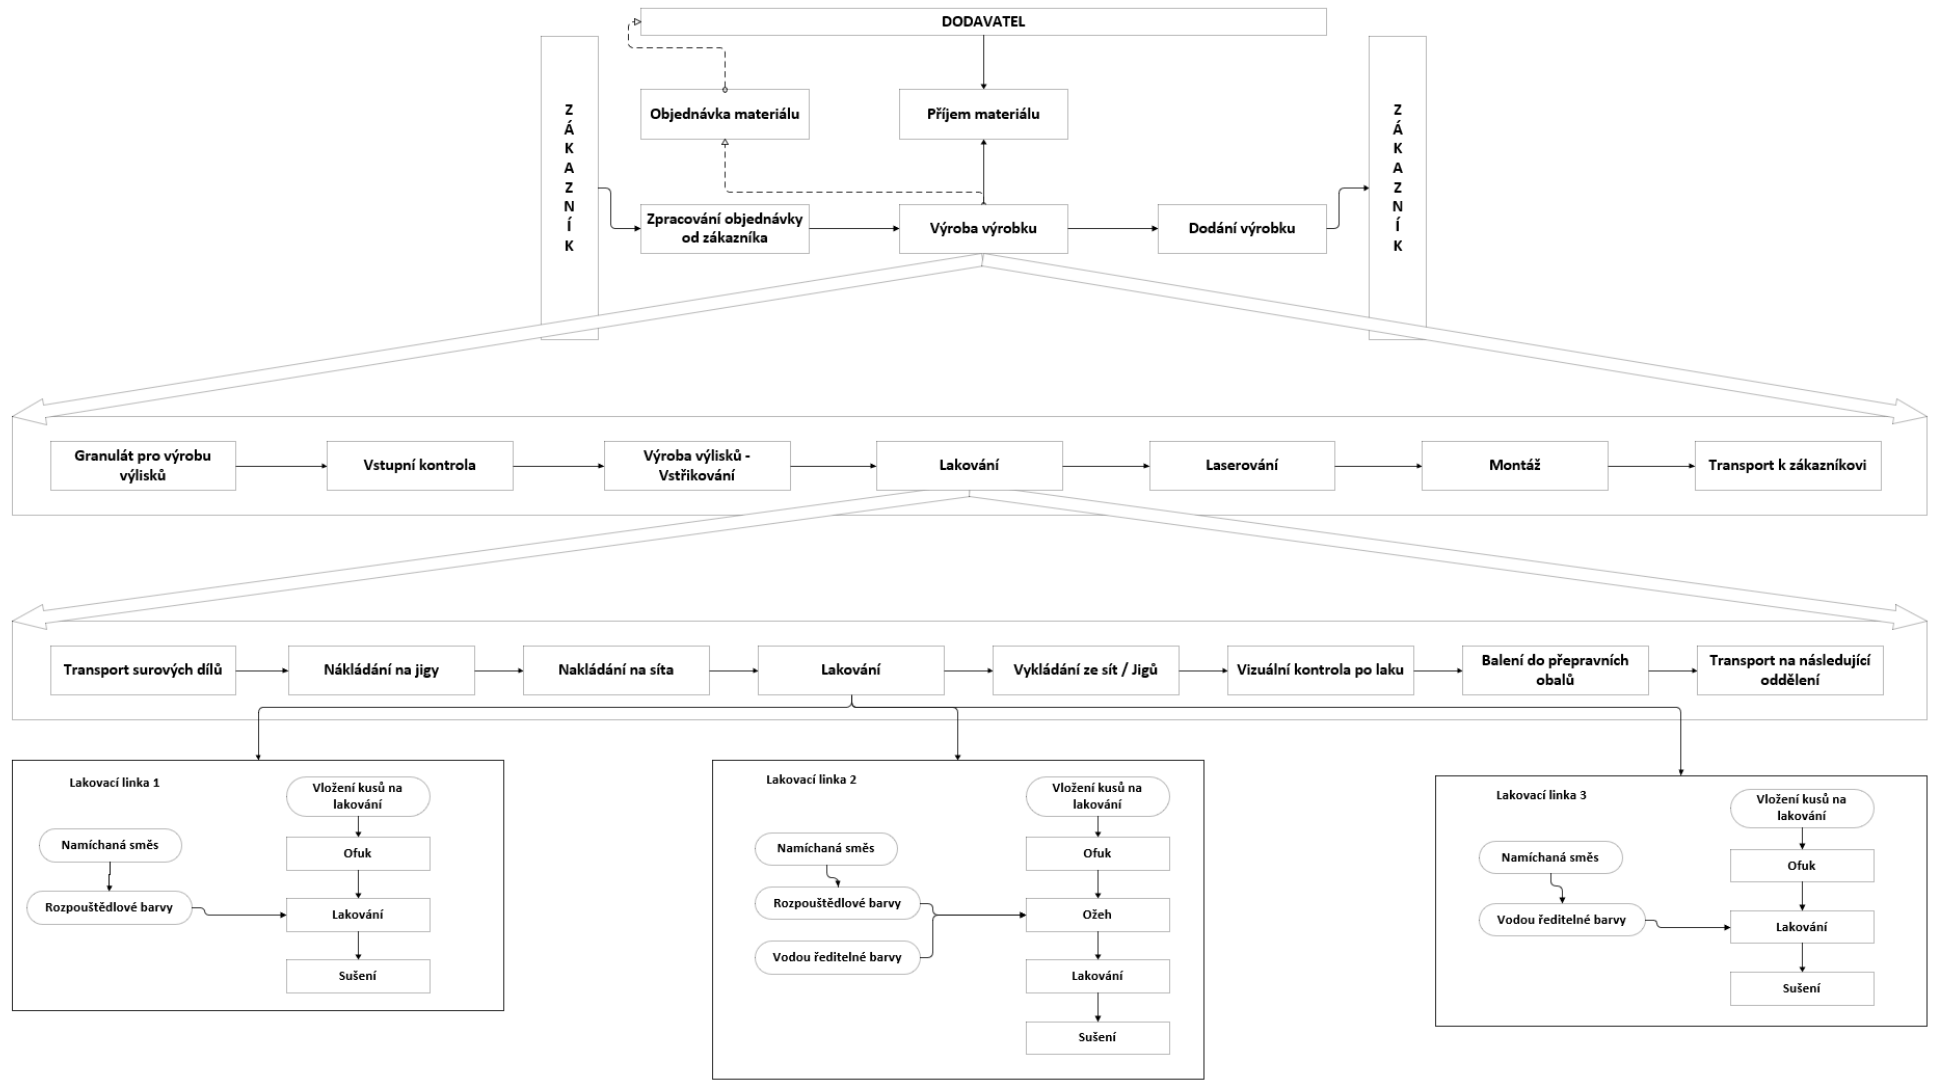 DODAVATEL
Z
Á
K
A
Z
N
Í
K
Objednávka materiálu
Příjem materiálu
Z
Á
K
A
Z
N
Í
K
Zpracování objednávky
od zákazníka
Výroba výrobku
Dodání výrobku
Granulát pro výrobu
výlisků
Vstupní kontrola
Výroba výlisků -
Vstřikování
Lakování
Laserování
Montáž
Transport k zákazníkovi
Transport surových dílů
Nákládání na jigy
Nakládání na síta
Lakování
Vykládání ze sít / Jigů
Vizuální kontrola po laku
Balení do přepravních
obalů
Transport na následující
oddělení
Lakovací linka 1
Vložení kusů na
lakování
Namíchaná směs
Ofuk
Rozpouštědlové barvy
Lakování
Sušení
Lakovací linka 2
Vložení kusů na
lakování
Namíchaná směs
Ofuk
Rozpouštědlové barvy
Ožeh
Vodou ředitelné barvy
Lakování
Sušení
Lakovací linka 3
Vložení kusů na
lakování
Namíchaná směs
Ofuk
Vodou ředitelné barvy
Lakování
Sušení